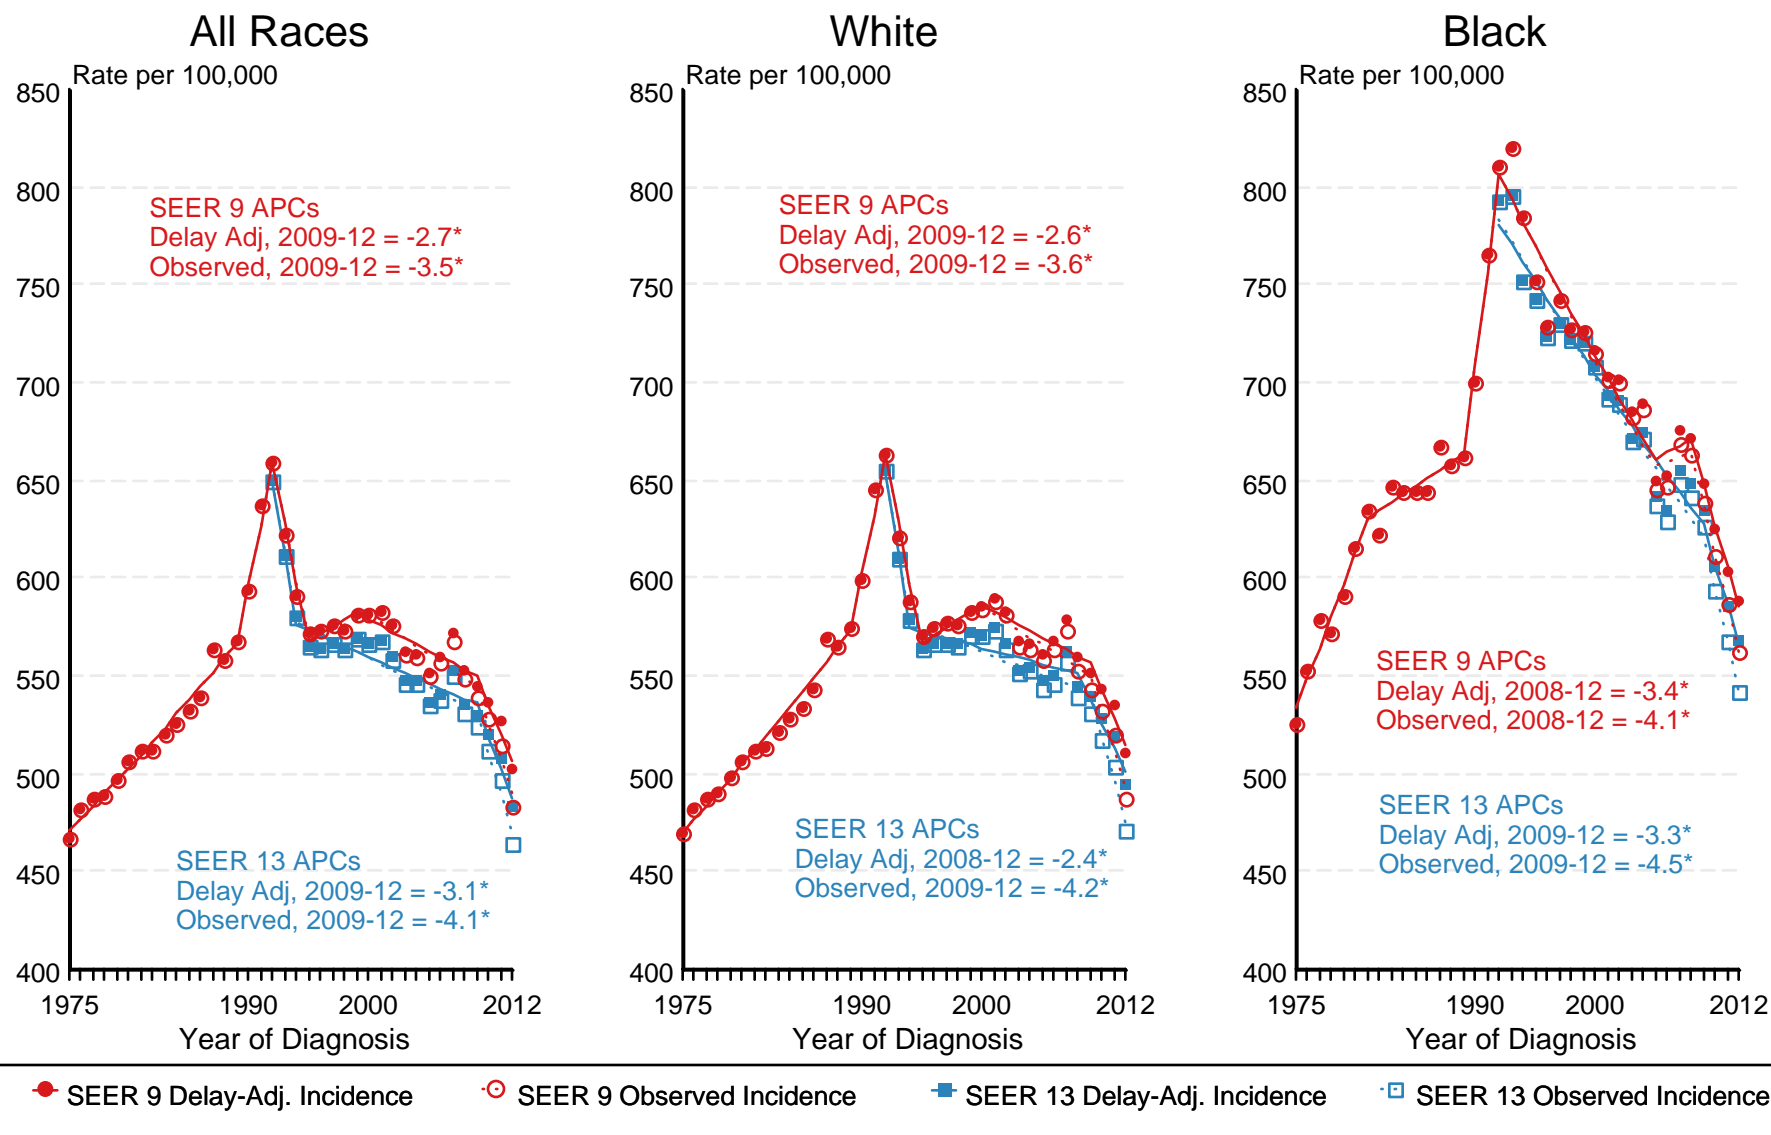 All Races
White
Black
Rate per 100,000
850
800
750
700
650
600
550
500
450
400
SEER 9 APCs
Delay Adj, 2009-12 = -2.7*
Observed, 2009-12 = -3.5*
SEER 13 APCs
Delay Adj, 2009-12 = -3.1*
Observed, 2009-12 = -4.1*
1975 1990 2000 2012
Year of Diagnosis
Rate per 100,000
850
800
750
700
650
600
550
500
450
400
SEER 9 APCs
Delay Adj, 2009-12 = -2.6*
Observed, 2009-12 = -3.6*
SEER 13 APCs
Delay Adj, 2008-12 = -2.4*
Observed, 2009-12 = -4.2*
1975 1990 2000 2012
Year of Diagnosis
Rate per 100,000
850
800
750
700
650
600
550
500
450
400
SEER 9 APCs
Delay Adj, 2008-12 = -3.4*
Observed, 2008-12 = -4.1*
SEER 13 APCs
Delay Adj, 2009-12 = -3.3*
Observed, 2009-12 = -4.5*
1975 1990 2000 2012
Year of Diagnosis
SEER 9 Delay-Adj. Incidence
SEER 9 Observed Incidence
SEER 13 Delay-Adj. Incidence
SEER 13 Observed Incidence